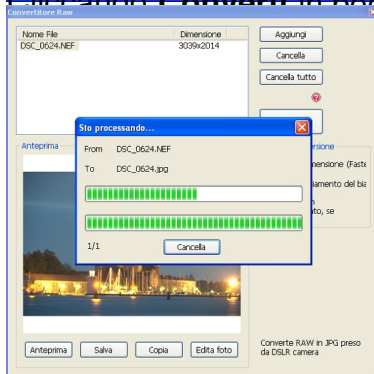 Convertitore Raw
Nome File
Dimensione
DSC_0624.NEF
3039x2014
Aggiungi
Cancella
Cancella tutto
Sto processando...
From DSC_0624.NEF
To DSC_0624.jpg
1/1
Cancella
Anteprima
Anteprima
Salva
Copia
Edita foto
Converte RAW in JPG preso
da DSLR camera